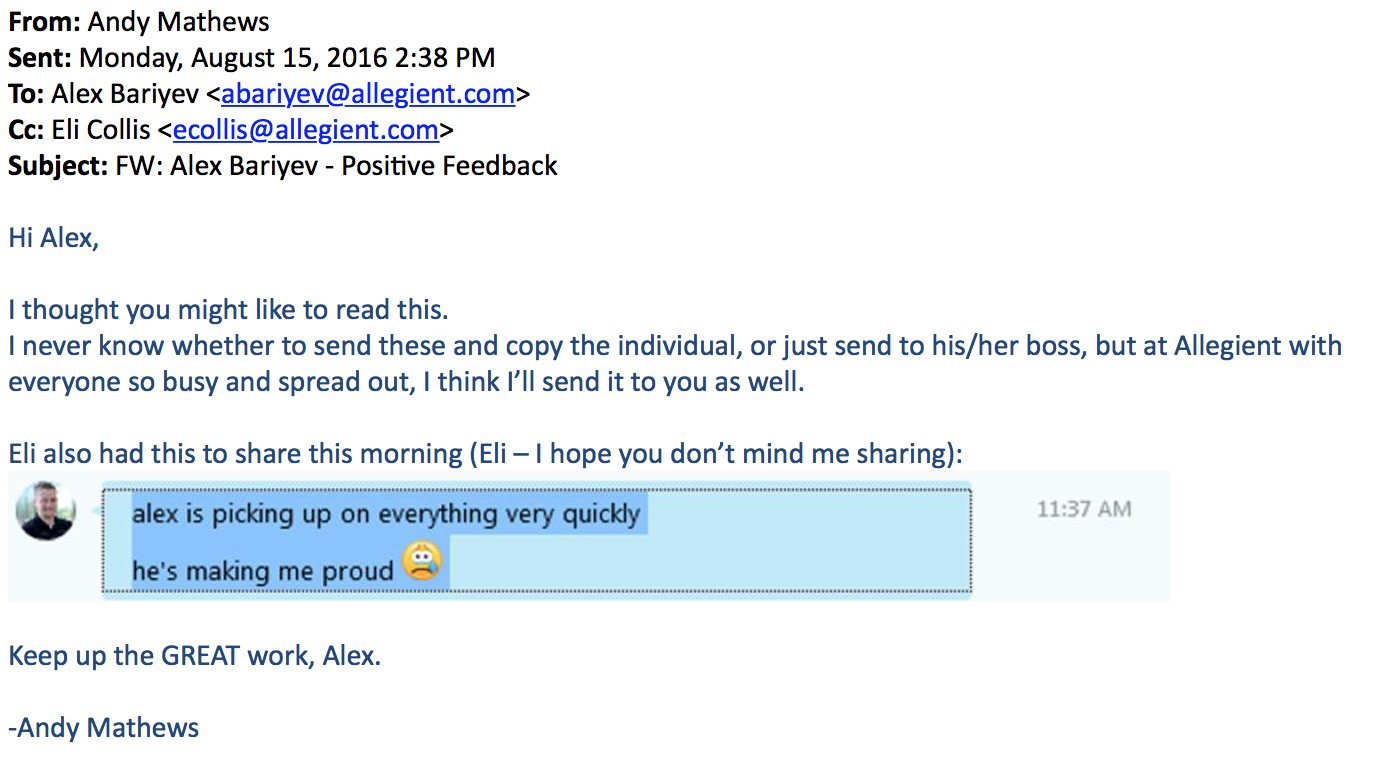 From: Andy Mathews
Sent: Monday, August 15, 2016 2:38 PM
To: Alex Bariyev <abariyev@allegient.com>
Cc: Eli Collis <ecollis@allegient.com>
Subject: FW: Alex Bariyev - Positive Feedback
Hi Alex,
I thought you might like to read this.
I never know whether to send these and copy the individual, or just send to his/her boss, but at Allegient with
everyone so busy and spread out, I think I’ll send it to you as well.
Eli also had this to share this morning (Eli – I hope you don’t mind me sharing):
alex is picking up on everything very quickly
11:37 AM
he's making me proud
Keep up the GREAT work, Alex.
-Andy Mathews